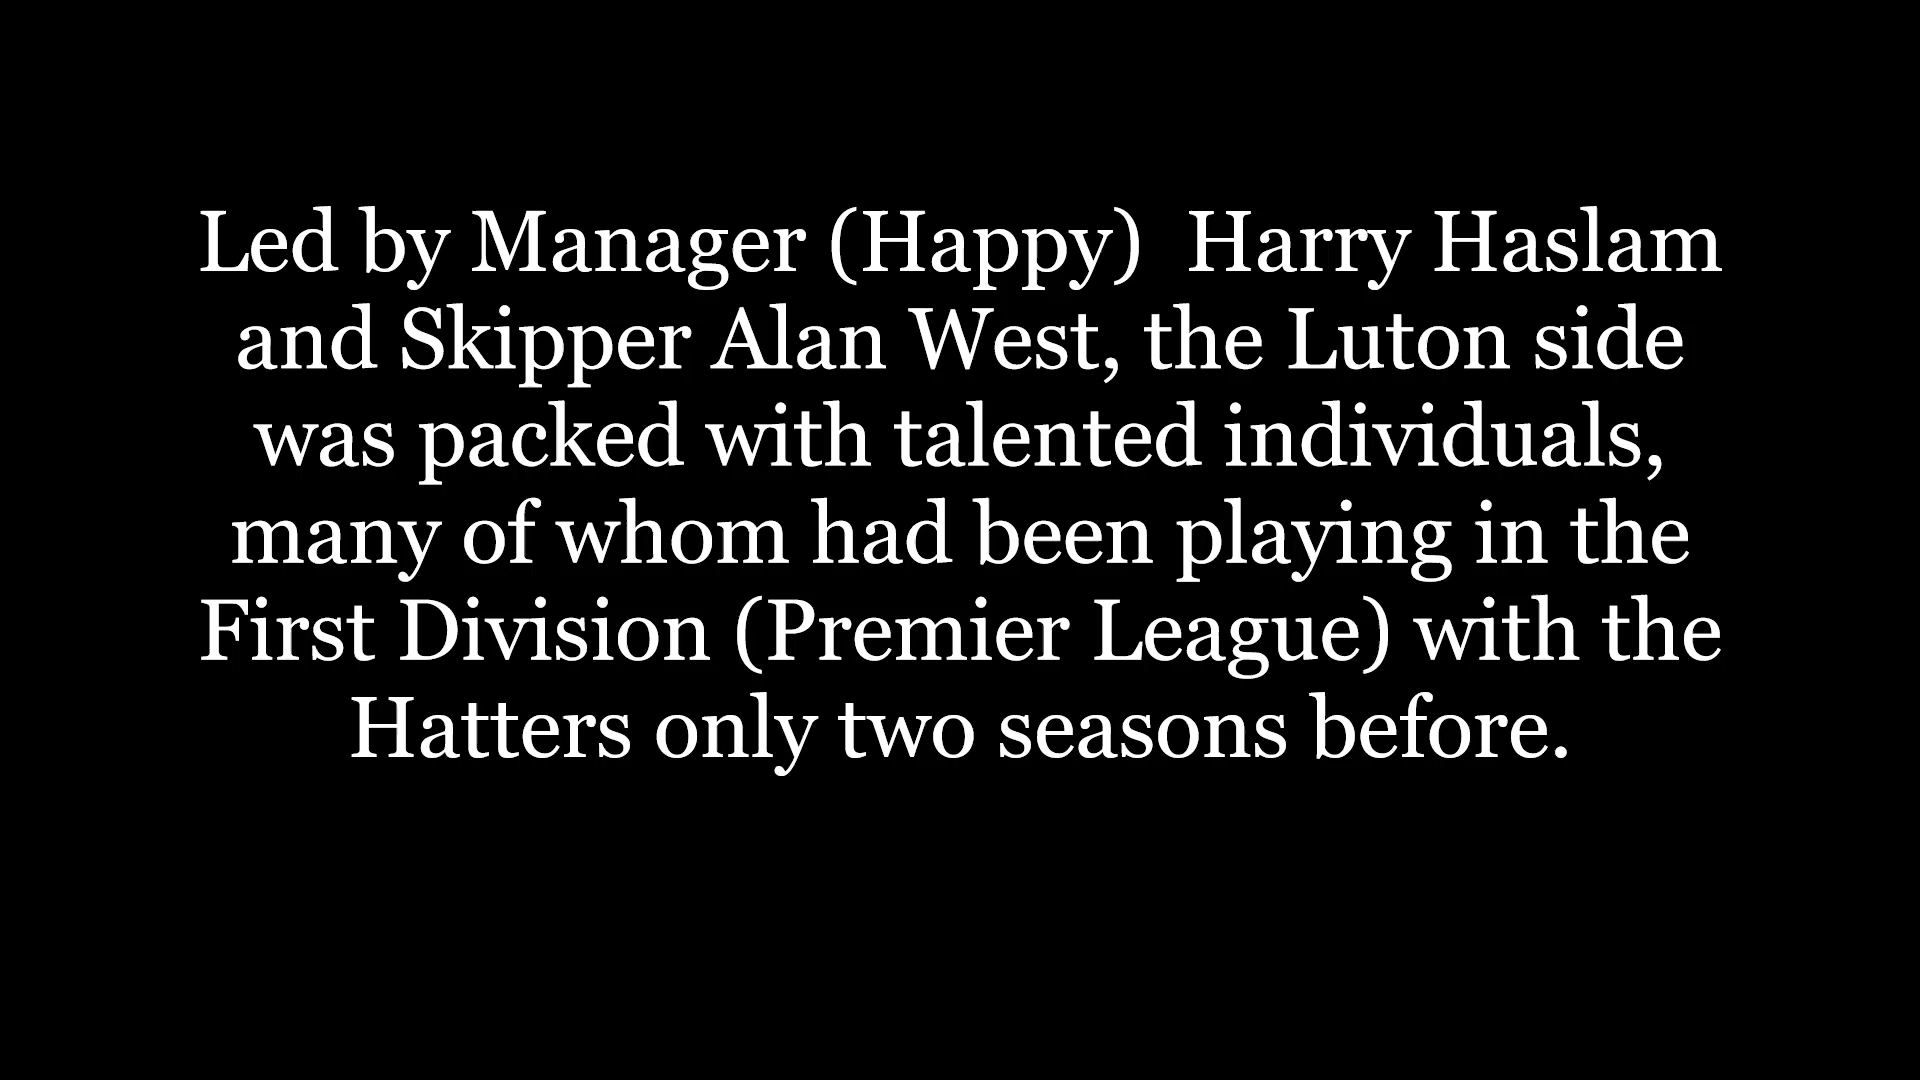 Led by Manager (Happy)  Harry Haslam
and Skipper Alan West, the Luton side
was packed with talented individuals,
many of whom had been playing in the
First Division (Premier League) with the
Hatters only two seasons before.